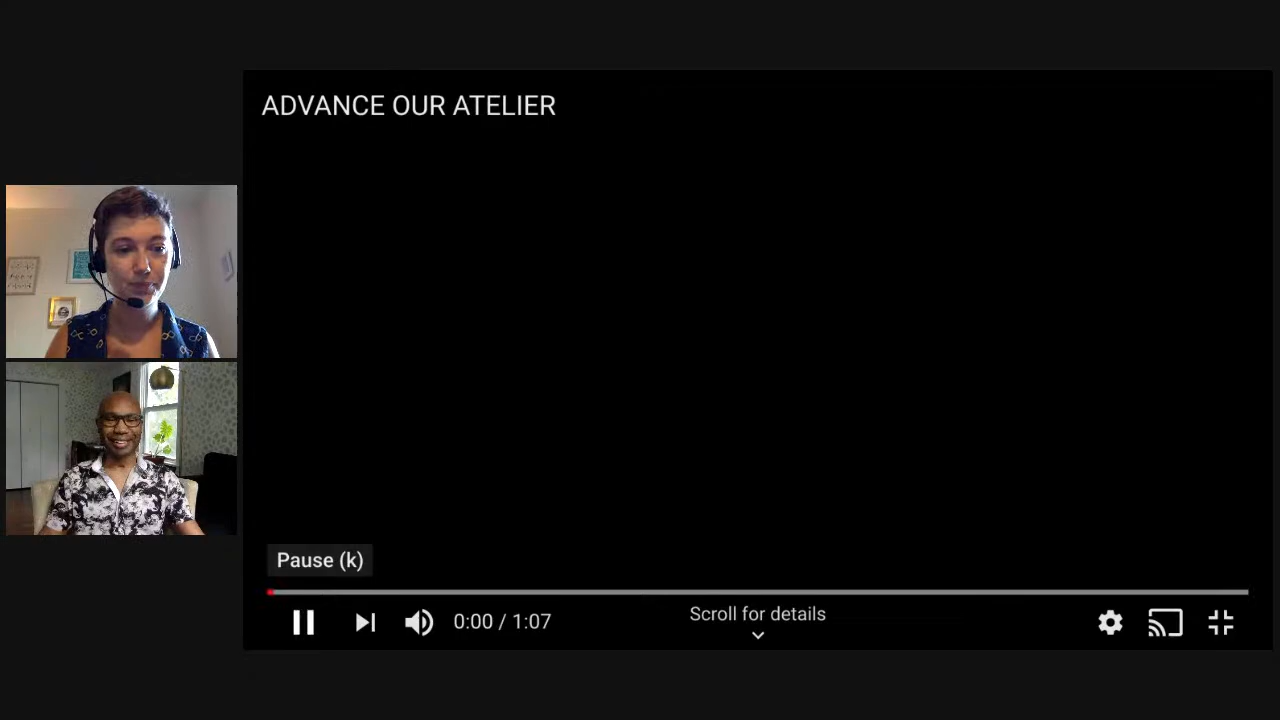 ADVANCE OUR ATELIER
Pause (k)
0:00 / 1:07
Scroll for details